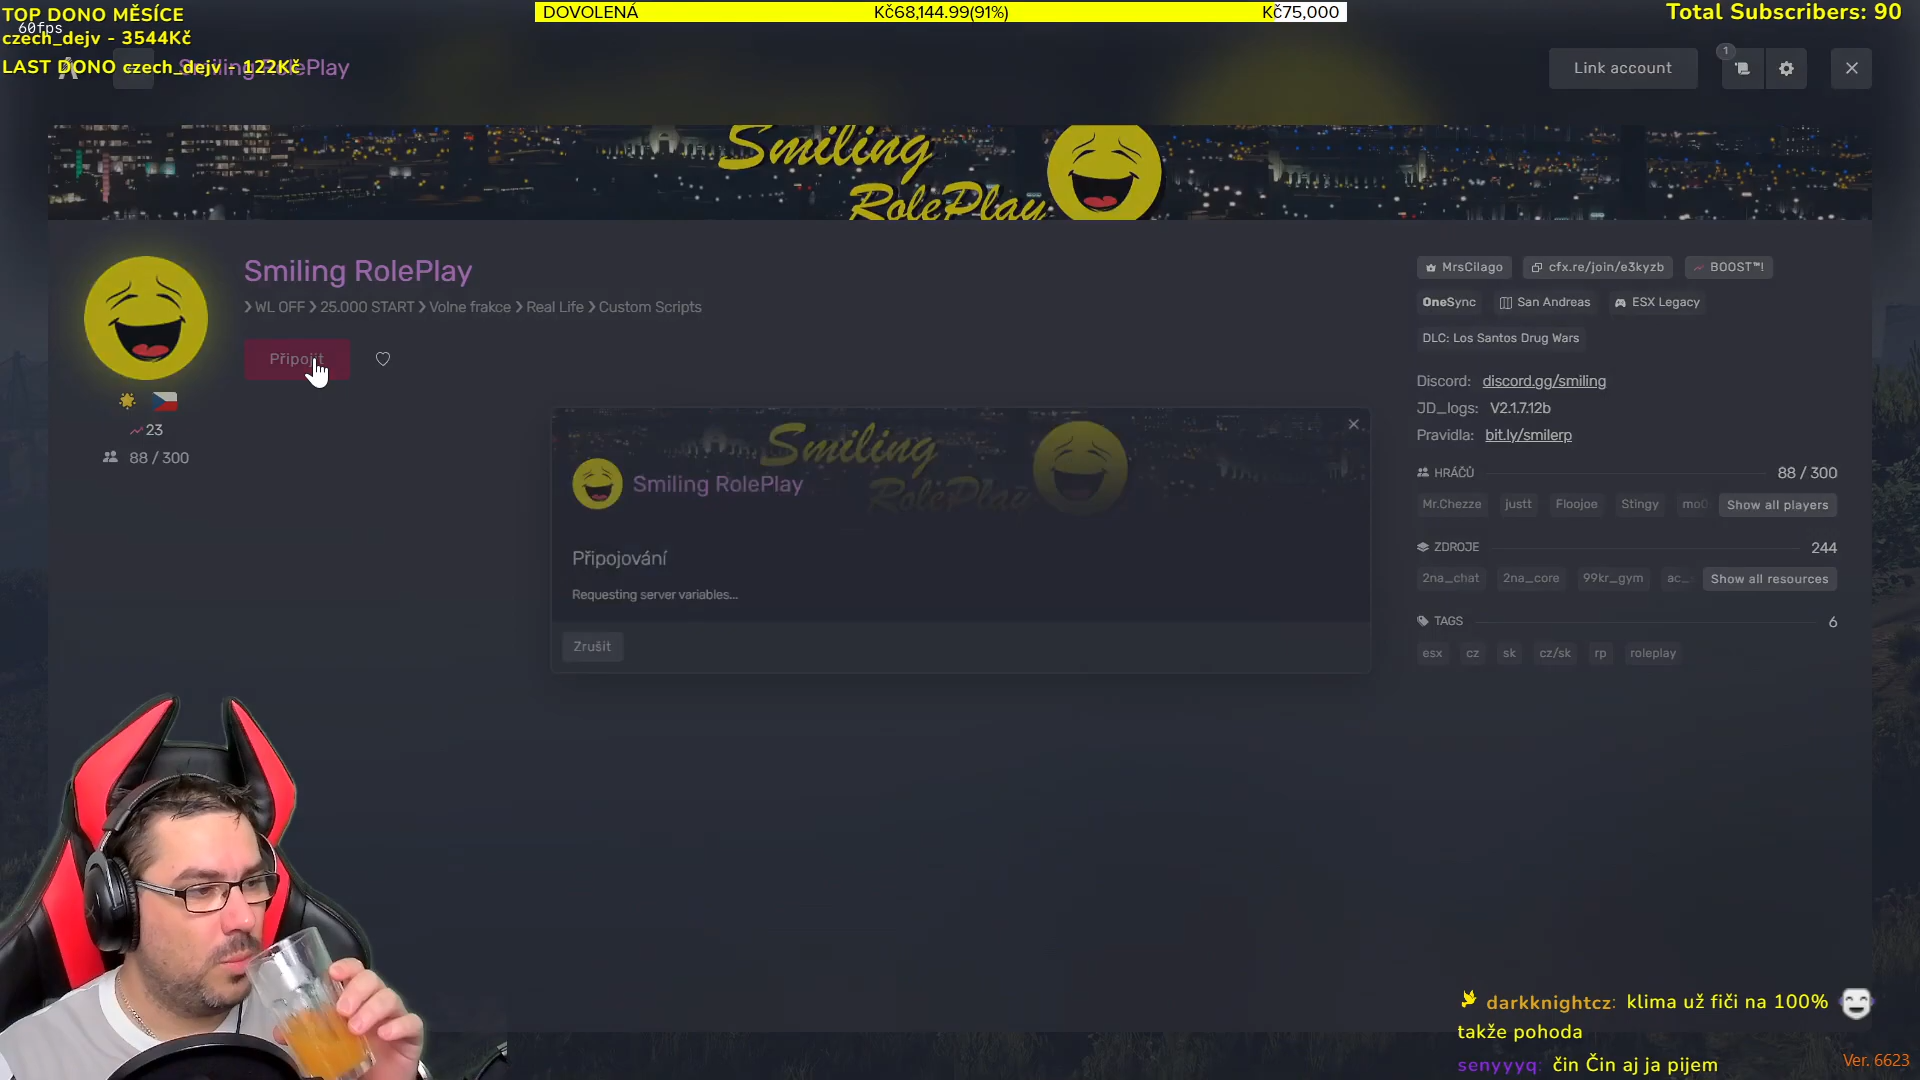 TOP DONO MĚSÍCE
60fps
czech_dejv - 3544Kč
LAST DONO czech_dejv - 122Kč
Smiling RolePlay
DOVOLENÁ Kč68,144.99(91%) Kč75,000
Total Subscribers: 90
Link account
1
Smiling
RolePlay
Smiling RolePlay
WL OFF 25.000 START Volne frakce Real Life Custom Scripts
Připojit
23
88 / 300
MrsCilago cfx.re/join/e3kyzb BOOST™!
OneSync San Andreas ESX Legacy
DLC: Los Santos Drug Wars
Discord: discord.gg/smiling
JD_logs: V2.1.7.12b
Pravidla: bit.ly/smilerp
HRÁČŮ 88 / 300
Mr.Chezze justt Floojoe Stingy Show all players
ZDROJE 244
2na_chat 2na_core 99kr_gym ac_ Show all resources
TAGS 6
esx cz sk cz/sk rp roleplay
Smiling
RolePlay
Smiling RolePlay
Připojování
Requesting server variables...
Zrušit
darkknightcz: klima už fičí na 100%
takže pohoda
senyyyq: čin Čin aj ja pijem
Ver. 6623